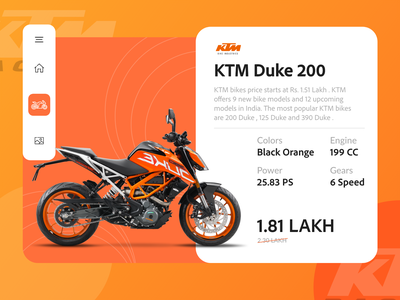 KTM
KTM Duke 200
KTM bikes price starts at Rs. 1.51 Lakh . KTM
offers 9 new bike models and 12 upcoming
models in India. The most popular KTM bikes
are 200 Duke , 125 Duke and 390 Duke .
Colors
Engine
Black Orange
199 CC
Power
Gears
25.83 PS
6 Speed
DUKE
1.81 LAKH
2.30 LAKH